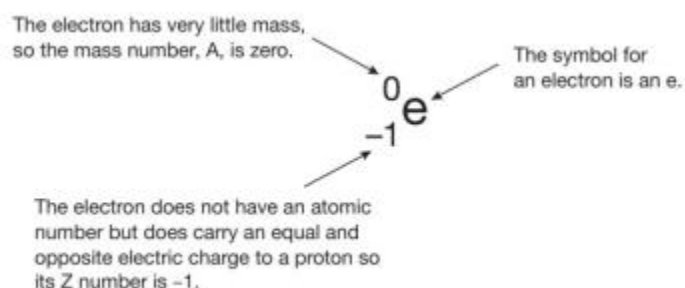 The electron has very little mass,
so the mass number, A, is zero.
The symbol for
an electron is an e.
0
e
−1
The electron does not have an atomic
number but does carry an equal and
opposite electric charge to a proton so
its Z number is −1.